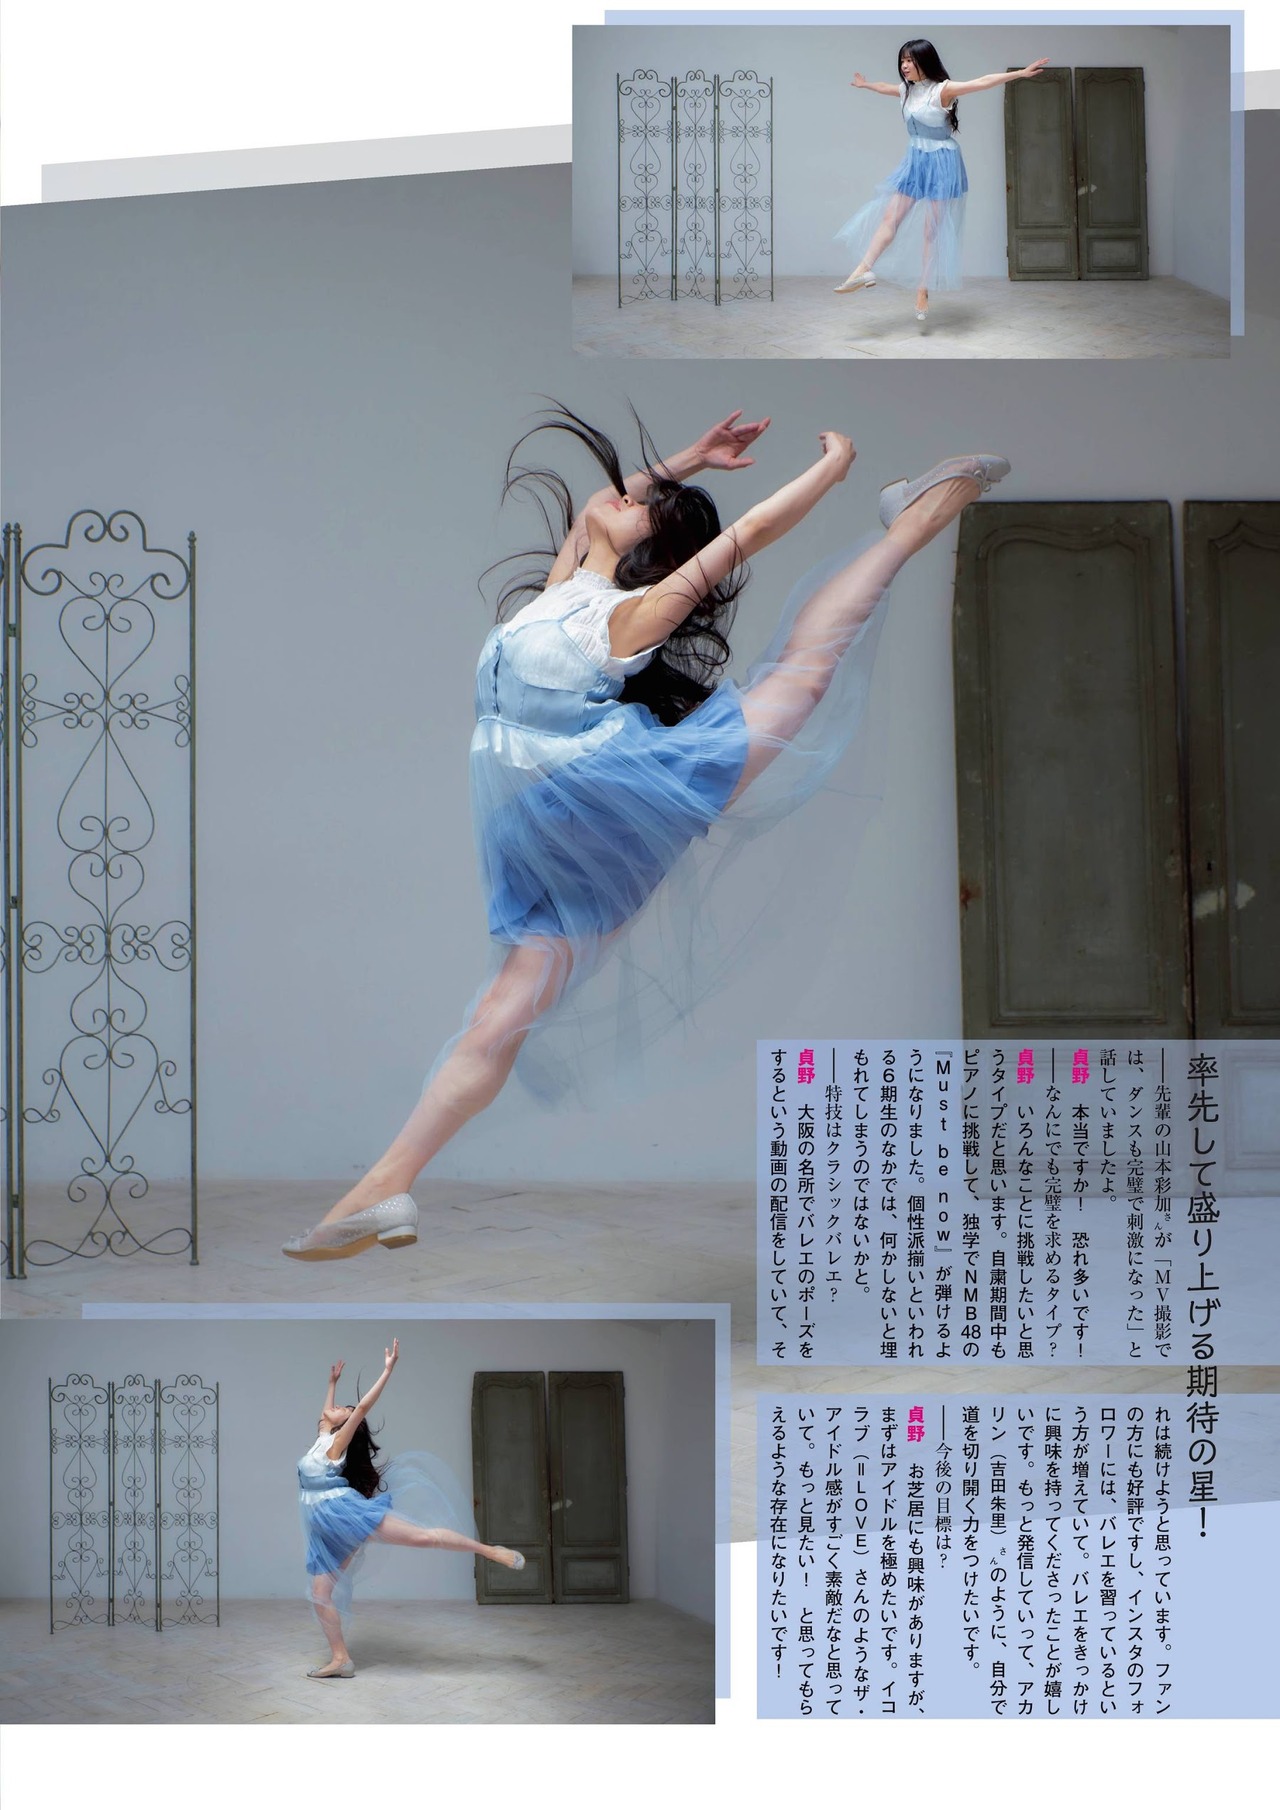 率先して盛り上げる期待の星！
――先輩の山本彩加さんが「MV撮影で
は、ダンスも完璧で刺激になった」と
話していましたよ。
貞野　本当ですか！　恐れ多いです！
――なんにでも完璧を求めるタイプ？
貞野　いろんなことに挑戦したいと思
うタイプだと思います。自粛期間中も
ピアノに挑戦して、独学でNMB48の
『Must be now』が弾けるよ
うになりました。個性派揃いといわれ
る6期生のなかでは、何かしないと埋
もれてしまうのではないかと。
――特技はクラシックバレエ？
貞野　大阪の名所でバレエのポーズを
するという動画の配信をしていて、そ
れは続けようと思っています。ファン
の方にも好評ですし、インスタのフォ
ロワーには、バレエを習っているとい
う方が増えていて。バレエをきっかけ
に興味を持ってくださったことが嬉し
いです。もっと発信していって、アカ
リン（吉田朱里）さんのように、自分で
道を切り開く力をつけたいです。
――今後の目標は？
貞野　お芝居にも興味がありますが、
まずはアイドルを極めたいです。イコ
ラブ（＝LOVE）さんのようなザ・
アイドル感がすごく素敵だなと思って
いて。もっと見たい！　と思ってもら
えるような存在になりたいです！